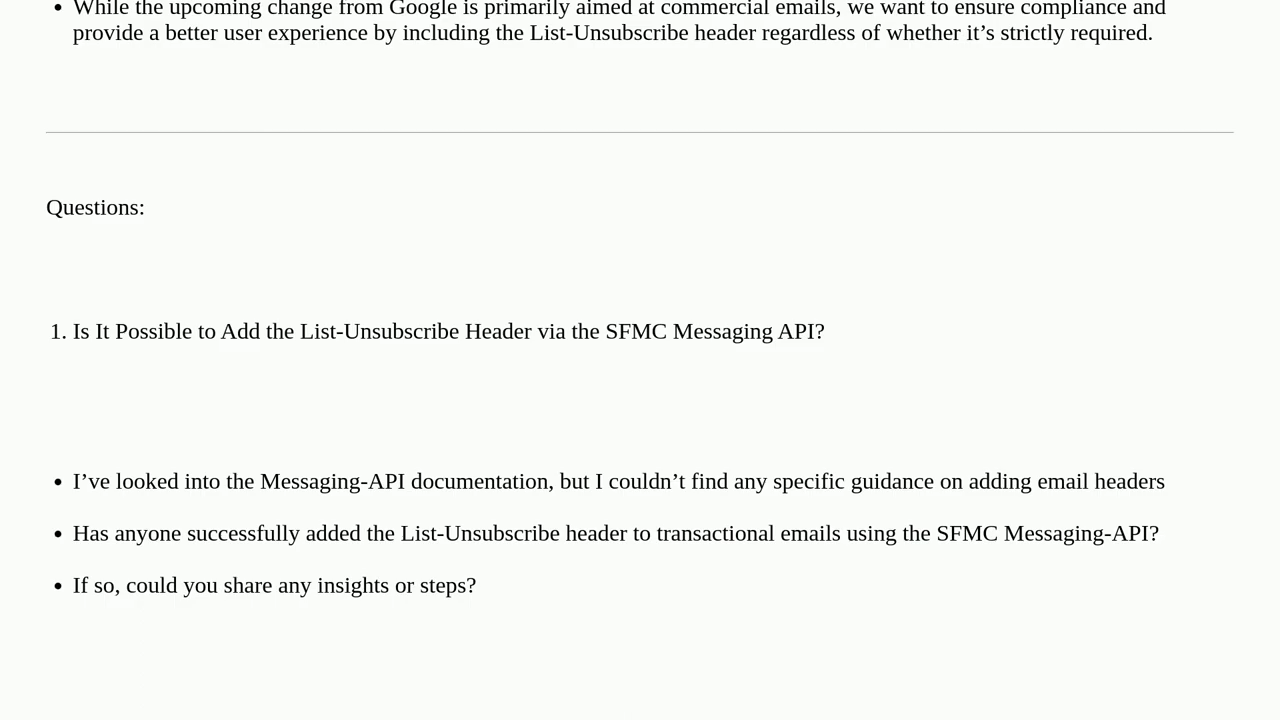 • While the upcoming change from Google is primarily aimed at commercial emails, we want to ensure compliance and
provide a better user experience by including the List-Unsubscribe header regardless of whether it’s strictly required.
Questions:
1. Is It Possible to Add the List-Unsubscribe Header via the SFMC Messaging API?
• I’ve looked into the Messaging-API documentation, but I couldn’t find any specific guidance on adding email headers
• Has anyone successfully added the List-Unsubscribe header to transactional emails using the SFMC Messaging-API?
• If so, could you share any insights or steps?